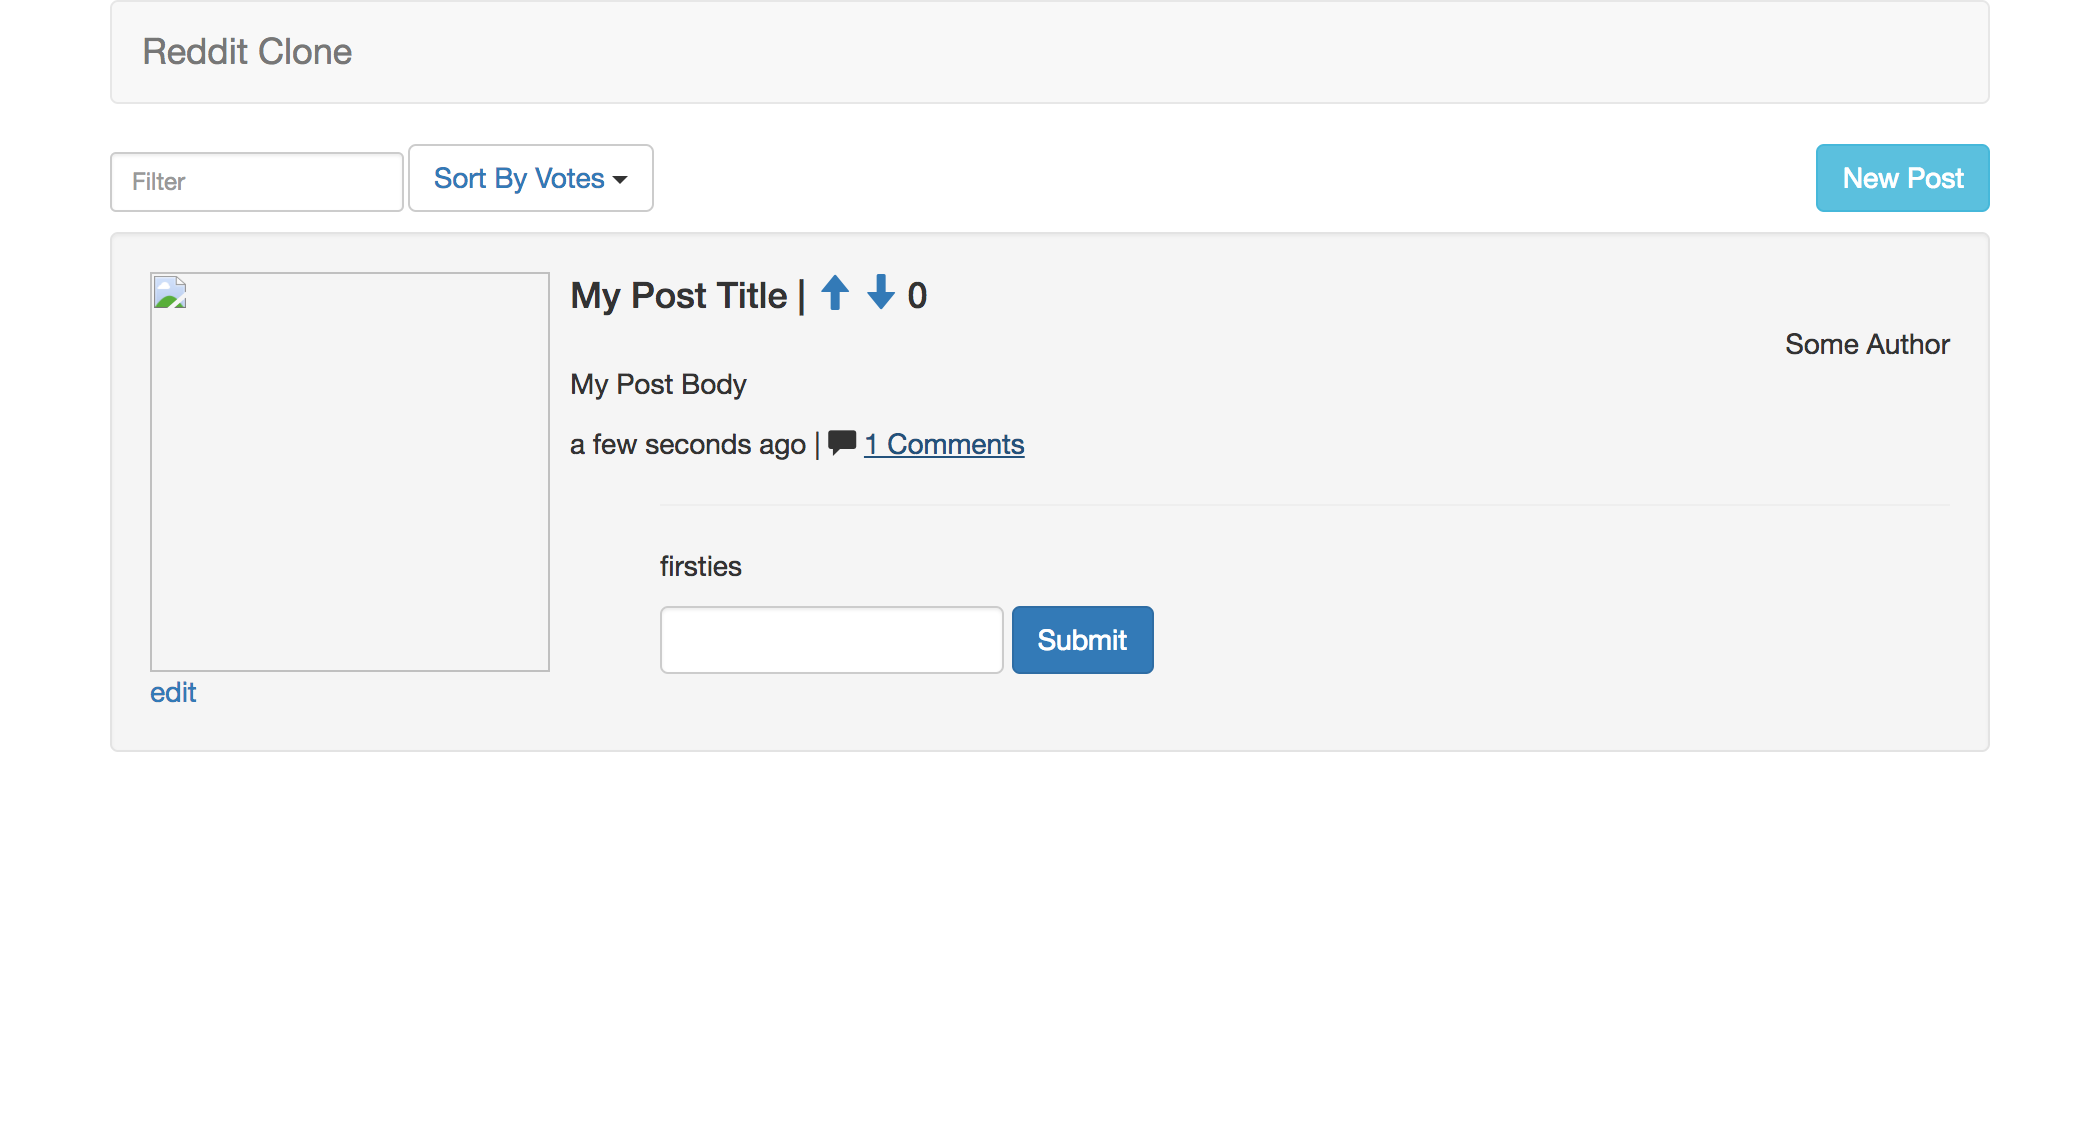 Reddit Clone
Filter
Sort By Votes
New Post
My Post Title | 0
Some Author
My Post Body
a few seconds ago | 1 Comments
firsties
Submit
edit